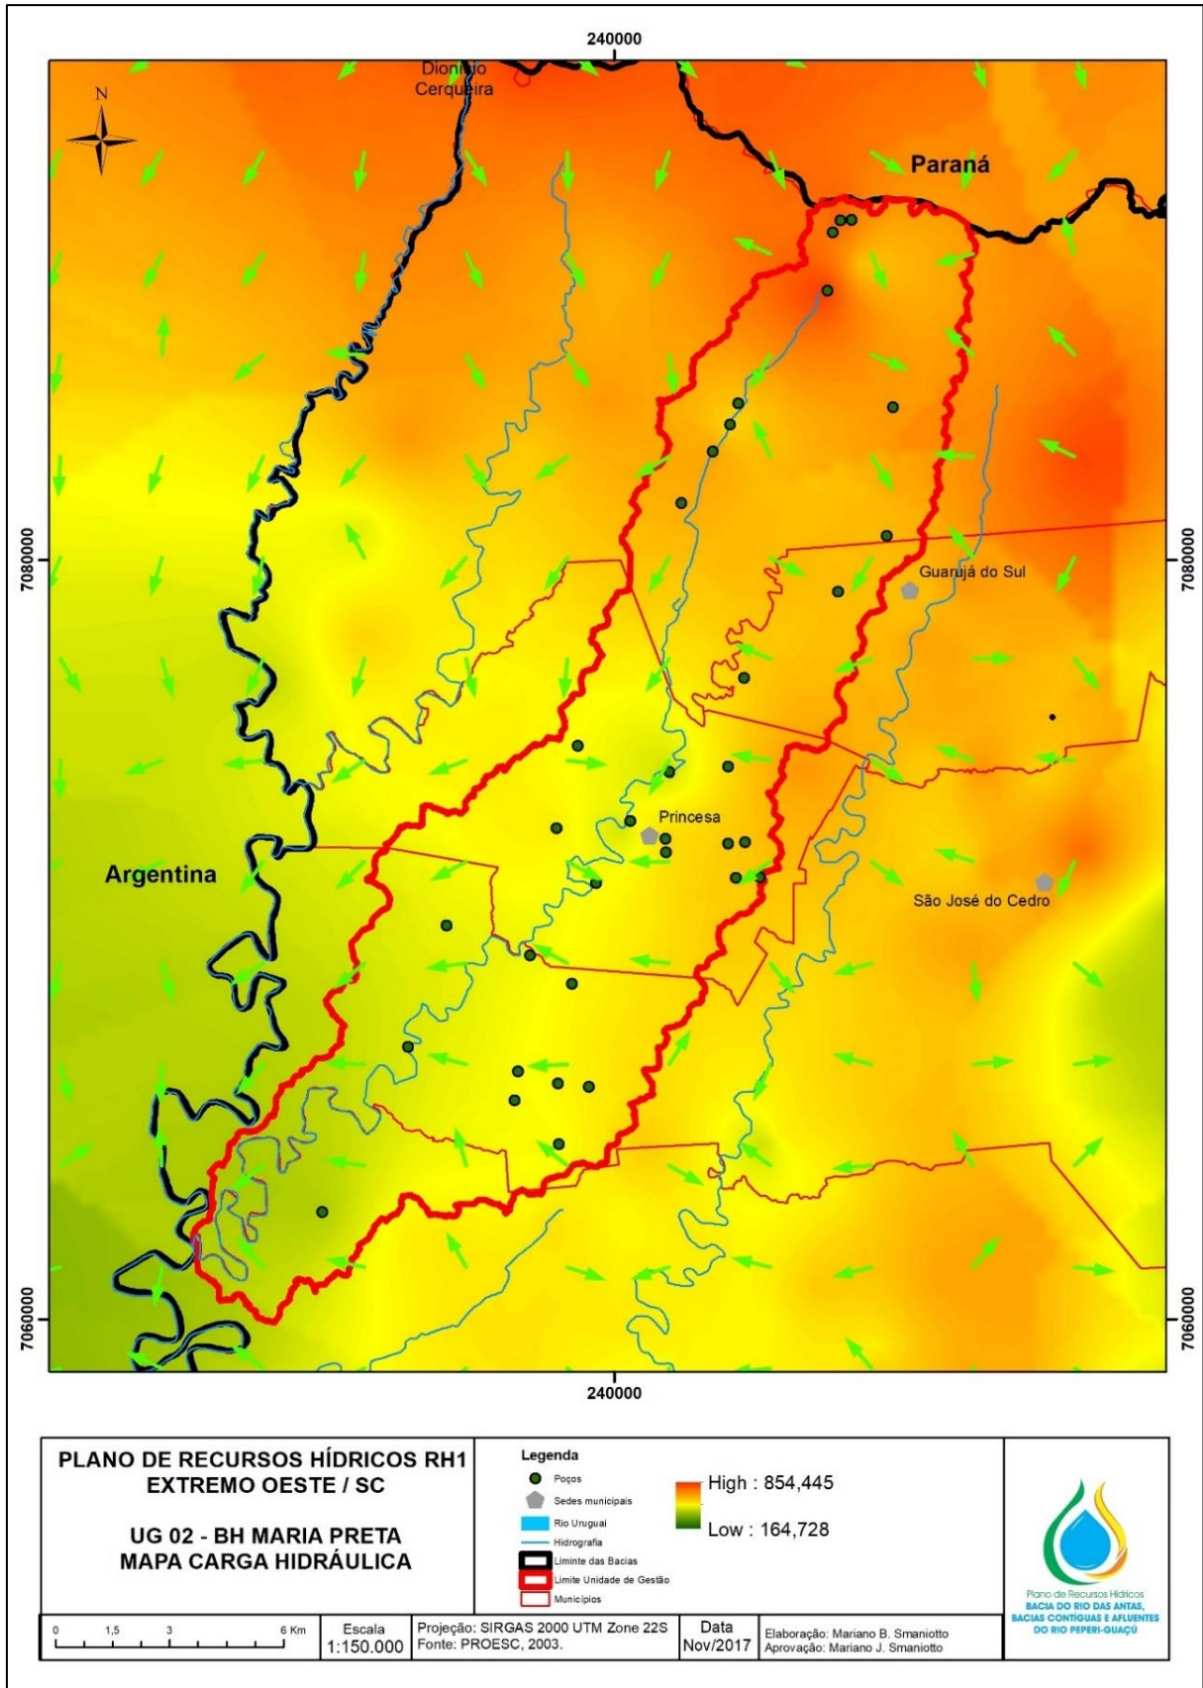 240000
Dionício
Cerqueira
N
Paraná
7080000
7080000
Guarujá do Sul
Princesa
Argentina
São José do Cedro
7060000
7060000
240000
PLANO DE RECURSOS HÍDRICOS RH1
EXTREMO OESTE / SC
UG 02 - BH MARIA PRETA
MAPA CARGA HIDRÁULICA
Legenda
Poços
Sedes municipais
Rio Uruguai
Hidrografia
Liminte das Bacias
Limite Unidade de Gestão
Municípios
High : 854,445
Low : 164,728
Plano de Recursos Hídricos
BACIA DO RIO DAS ANTAS,
BACIAS CONTÍGUAS E AFLUENTES
DO RIO PEPERI-GUAÇÚ
0 1,5 3 6 Km
Escala
1:150.000
Projeção: SIRGAS 2000 UTM Zone 22S
Fonte: PROESC, 2003.
Data
Nov/2017
Elaboração: Mariano B. Smaniotto
Aprovação: Mariano J. Smaniotto